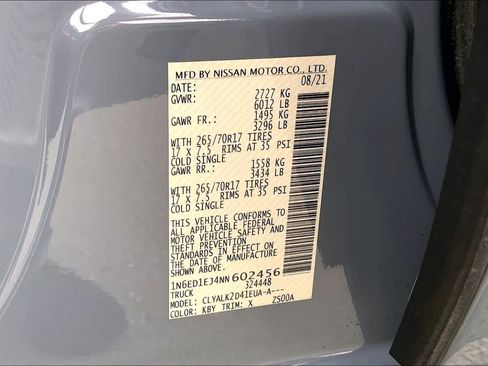 MFD BY NISSAN MOTOR CO., LTD.
DATE: 08/21
GVWR: 2727 KG
6012 LB
GAWR FR.: 1495 KG
3296 LB
WITH 265/70R17 TIRES
17 X 7.5 RIMS AT 35 PSI
COLD SINGLE
GAWR RR.: 1558 KG
3434 LB
WITH 265/70R17 TIRES
17 X 7.5 RIMS AT 35 PSI
COLD SINGLE
THIS VEHICLE CONFORMS TO
ALL APPLICABLE FEDERAL
MOTOR VEHICLE SAFETY
STANDARDS IN EFFECT ON
THE DATE OF MANUFACTURE
SHOWN ABOVE.
1N6ED1EJ4NN602456
TRUCK 324448
MODEL: CLYALK2D41EUA-A---
COLOR: KBY TRIM: X Z500A